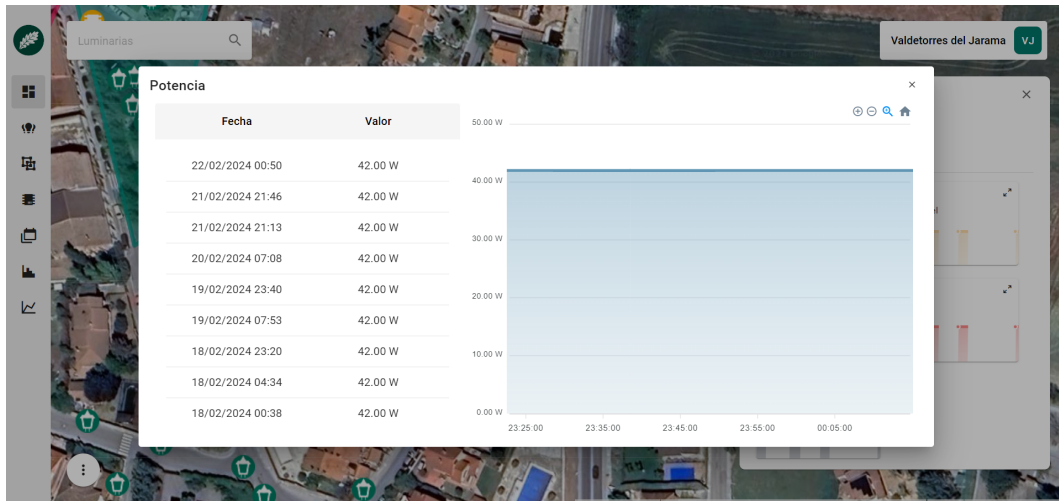 Luminarias
Valdetorres del Jarama VJ
Potencia
Fecha Valor
22/02/2024 00:50 42.00 W
21/02/2024 21:46 42.00 W
21/02/2024 21:13 42.00 W
20/02/2024 07:08 42.00 W
19/02/2024 23:40 42.00 W
19/02/2024 07:53 42.00 W
18/02/2024 23:20 42.00 W
18/02/2024 04:34 42.00 W
18/02/2024 00:38 42.00 W
50.00 W
40.00 W
30.00 W
20.00 W
10.00 W
0.00 W
23:25:00 23:35:00 23:45:00 23:55:00 00:05:00